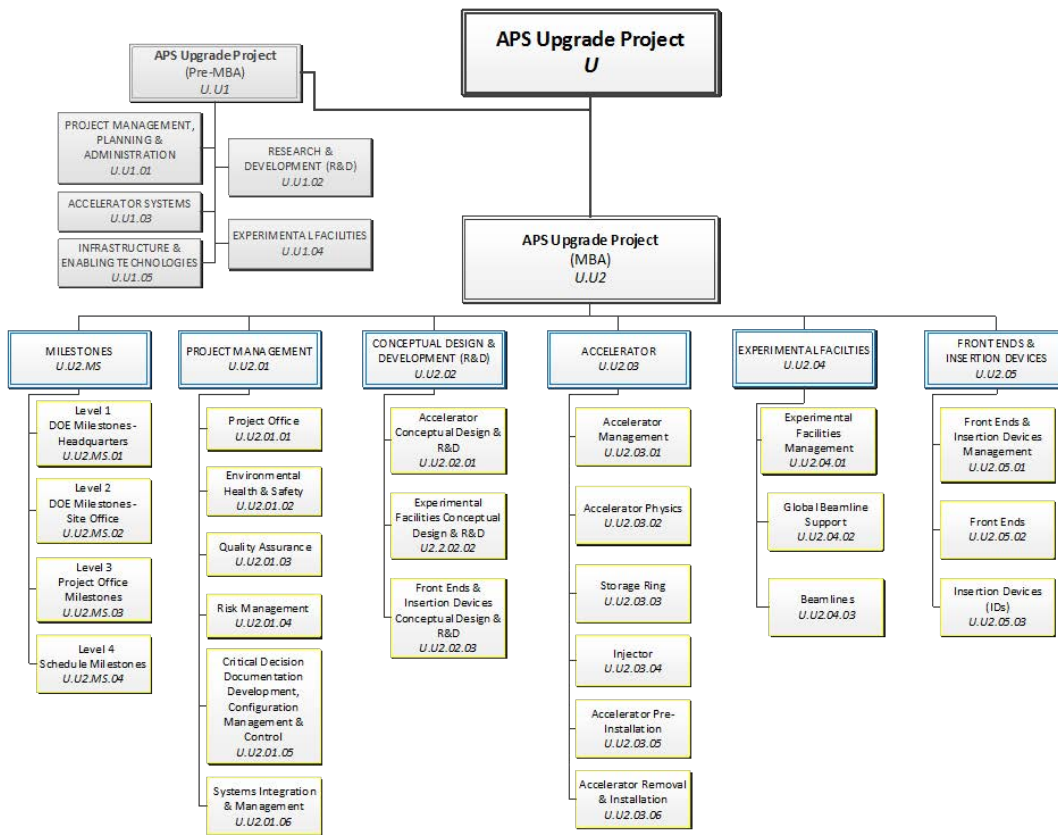 APS Upgrade Project
U
APS Upgrade Project
(Pre-MBA)
U.U1
PROJECT MANAGEMENT,
PLANNING &
ADMINISTRATION
U.U1.01
RESEARCH &
DEVELOPMENT (R&D)
U.U1.02
ACCELERATOR SYSTEMS
U.U1.03
EXPERIMENTAL FACILITIES
U.U1.04
INFRASTRUCTURE &
ENABLING TECHNOLOGIES
U.U1.05
APS Upgrade Project
(MBA)
U.U2
MILESTONES
U.U2.MS
Level 1
DOE Milestones-
Headquarters
U.U2.MS.01
Level 2
DOE Milestones-
Site Office
U.U2.MS.02
Level 3
Project Office
Milestones
U.U2.MS.03
Level 4
Schedule Milestones
U.U2.MS.04
PROJECT MANAGEMENT
U.U2.01
Project Office
U.U2.01.01
Environmental
Health & Safety
U.U2.01.02
Quality Assurance
U.U2.01.03
Risk Management
U.U2.01.04
Critical Decision
Documentation
Development,
Configuration
Management &
Control
U.U2.01.05
Systems Integration
& Management
U.U2.01.06
CONCEPTUAL DESIGN &
DEVELOPMENT (R&D)
U.U2.02
Accelerator
Conceptual Design &
R&D
U.U2.02.01
Experimental
Facilities Conceptual
Design & R&D
U2.2.02.02
Front Ends &
Insertion Devices
Conceptual Design &
R&D
U.U2.02.03
ACCELERATOR
U.U2.03
Accelerator
Management
U.U2.03.01
Accelerator Physics
U.U2.03.02
Storage Ring
U.U2.03.03
Injector
U.U2.03.04
Accelerator Pre-
Installation
U.U2.03.05
Accelerator Removal
& Installation
U.U2.03.06
EXPERIMENTAL FACILTIES
U.U2.04
Experimental
Facilities
Management
U.U2.04.01
Global Beamline
Support
U.U2.04.02
Beamlines
U.U2.04.03
FRONT ENDS &
INSERTION DEVICES
U.U2.05
Front Ends &
Insertion Devices
Management
U.U2.05.01
Front Ends
U.U2.05.02
Insertion Devices
(IDs)
U.U2.05.03